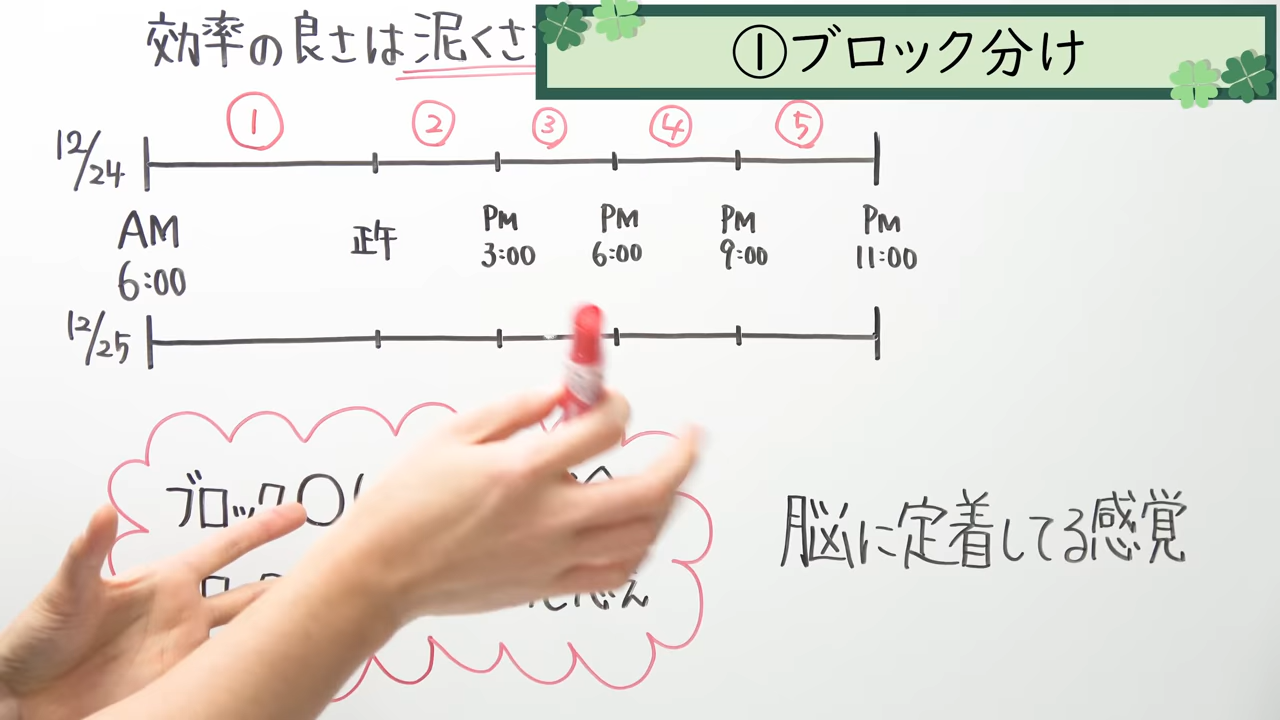 効率の良さは泥くさ
①ブロック分け
① ② ③ ④ ⑤
12/24
AM 6:00
正午
PM 3:00
PM 6:00
PM 9:00
PM 11:00
12/25
ブロック〇
脳に定着してる感覚